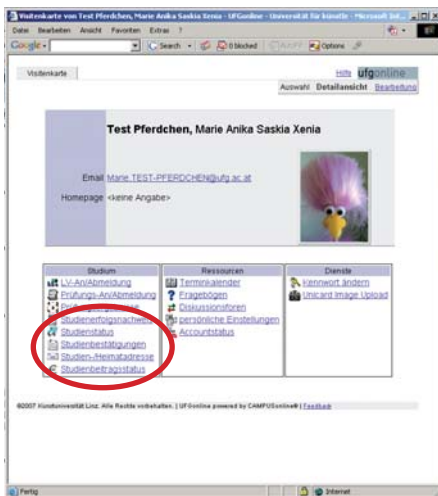 Visitenkarte von Test Pferdchen, Marie Anika Saskia Xenia - UFGonline - Universität für künstle - Microsoft Int...
Datei Bearbeiten Ansicht Favoriten Extras ?
Google Search 0 blocked Options
Visitenkarte
Hilfe ufgonline
Auswahl Detailansicht Bearbeitung
Test Pferdchen, Marie Anika Saskia Xenia
Email Marie.TEST-PFERDCHEN@ufg.ac.at
Homepage <keine Angabe>
Studium Ressourcen Dienste
LV-An/Abmeldung Terminkalender Kennwort ändern
Prüfungs-An/Abmeldung Fragebögen Unicard Image Upload
Diskussionsforen
Studienerfolgsnachweis persönliche Einstellungen
Studienstatus Accountstatus
Studienbestätigungen
Studien-/Heimatadresse
Studienbeitragsstatus
©2007 Kunstuniversität Linz. Alle Rechte vorbehalten. | UFGonline powered by CAMPUSonline® | Feedback
Fertig Internet